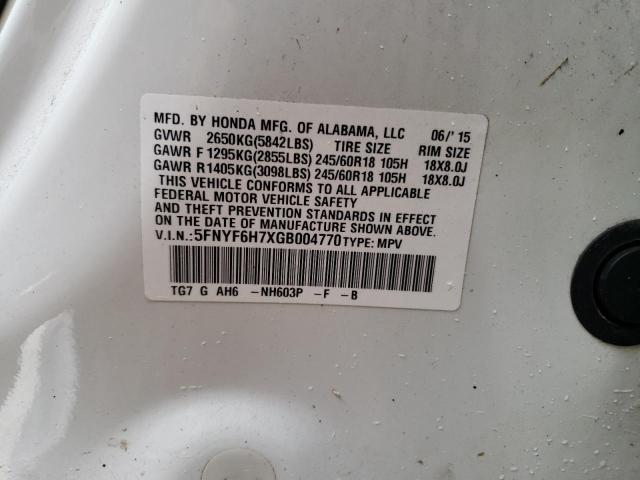 MFD. BY HONDA MFG. OF ALABAMA, LLC 06/'15
GVWR 2650KG(5842LBS) TIRE SIZE RIM SIZE
GAWR F 1295KG(2855LBS) 245/60R18 105H 18X8.0J
GAWR R 1405KG(3098LBS) 245/60R18 105H 18X8.0J
THIS VEHICLE CONFORMS TO ALL APPLICABLE
FEDERAL MOTOR VEHICLE SAFETY
AND THEFT PREVENTION STANDARDS IN EFFECT
ON THE DATE OF MANUFACTURE SHOWN ABOVE.
V.I.N.:5FNYF6H7XGB004770 TYPE: MPV
TG7 G AH6 -NH603P -F -B